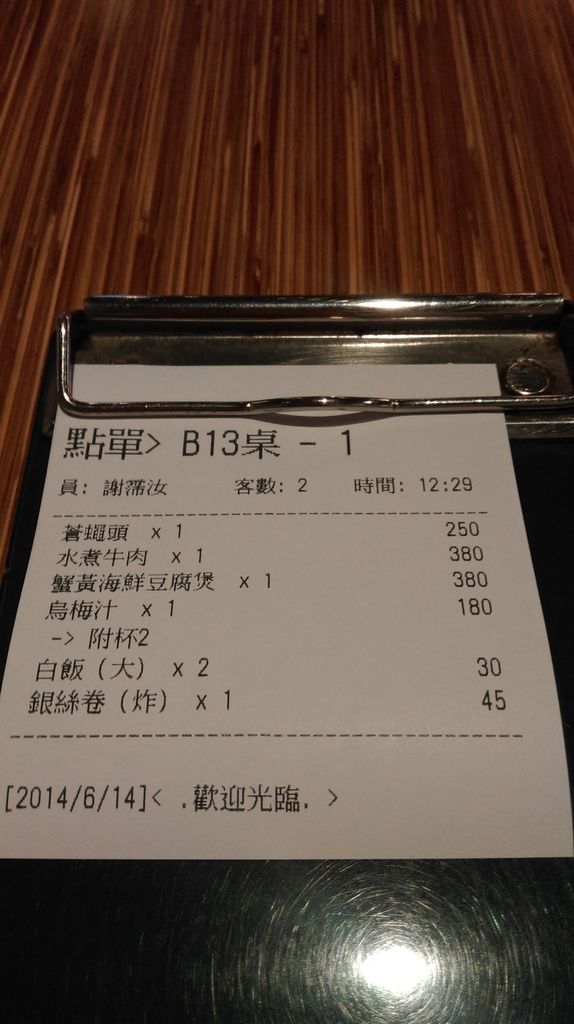 點單> B13桌 - 1
員: 謝霈汝 客數: 2 時間: 12:29
蒼蠅頭 x 1 250
水煮牛肉 x 1 380
蟹黃海鮮豆腐煲 x 1 380
烏梅汁 x 1 180
-> 附杯2
白飯(大) x 2 30
銀絲卷(炸) x 1 45
[2014/6/14]< .歡迎光臨. >